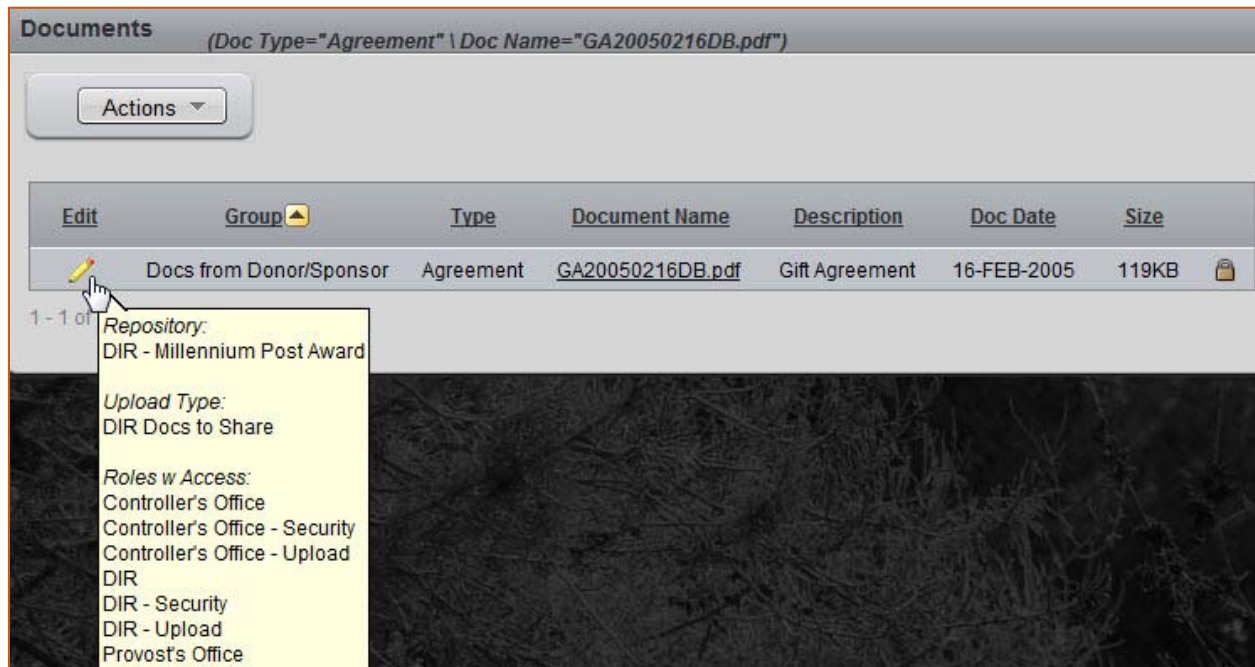 Documents (Doc Type="Agreement" \ Doc Name="GA20050216DB.pdf")
Actions
Edit Group Type Document Name Description Doc Date Size
Docs from Donor/Sponsor Agreement GA20050216DB.pdf Gift Agreement 16-FEB-2005 119KB
1 - 1 of
Repository:
DIR - Millennium Post Award
Upload Type:
DIR Docs to Share
Roles w Access:
Controller's Office
Controller's Office - Security
Controller's Office - Upload
DIR
DIR - Security
DIR - Upload
Provost's Office